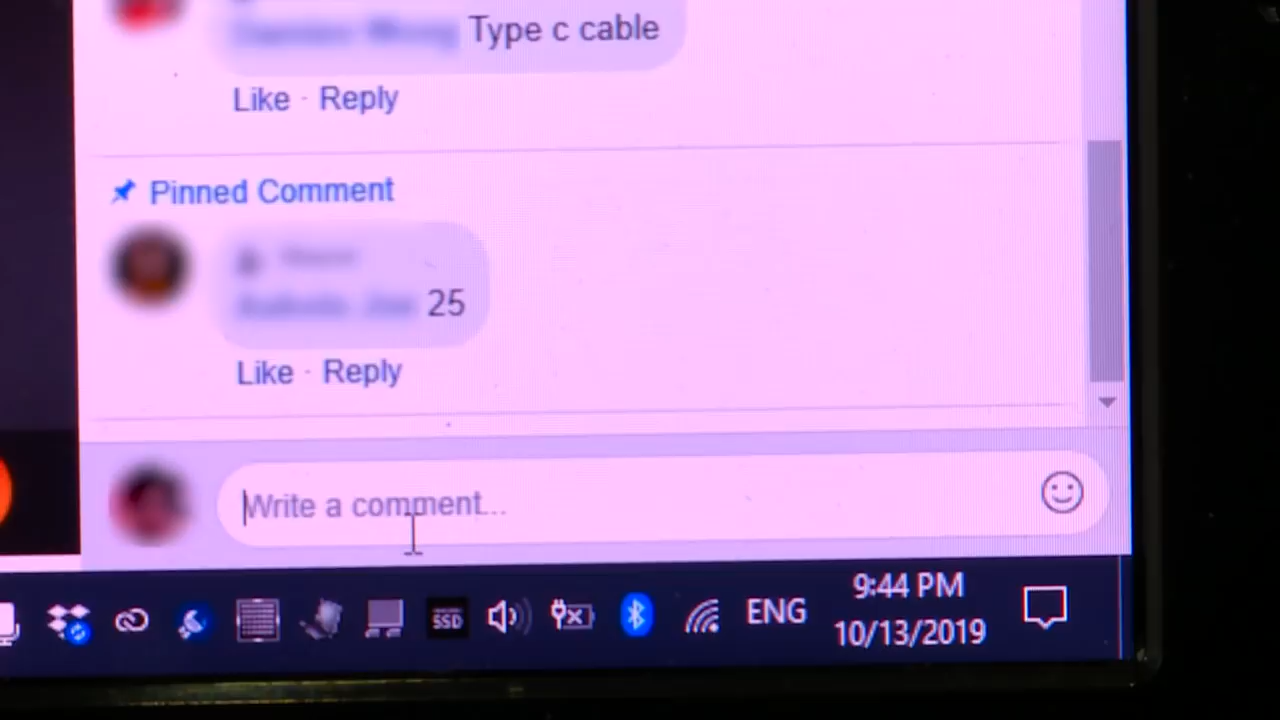 Type c cable
Like · Reply
Pinned Comment
25
Like · Reply
Write a comment...
SSD
ENG
9:44 PM
10/13/2019